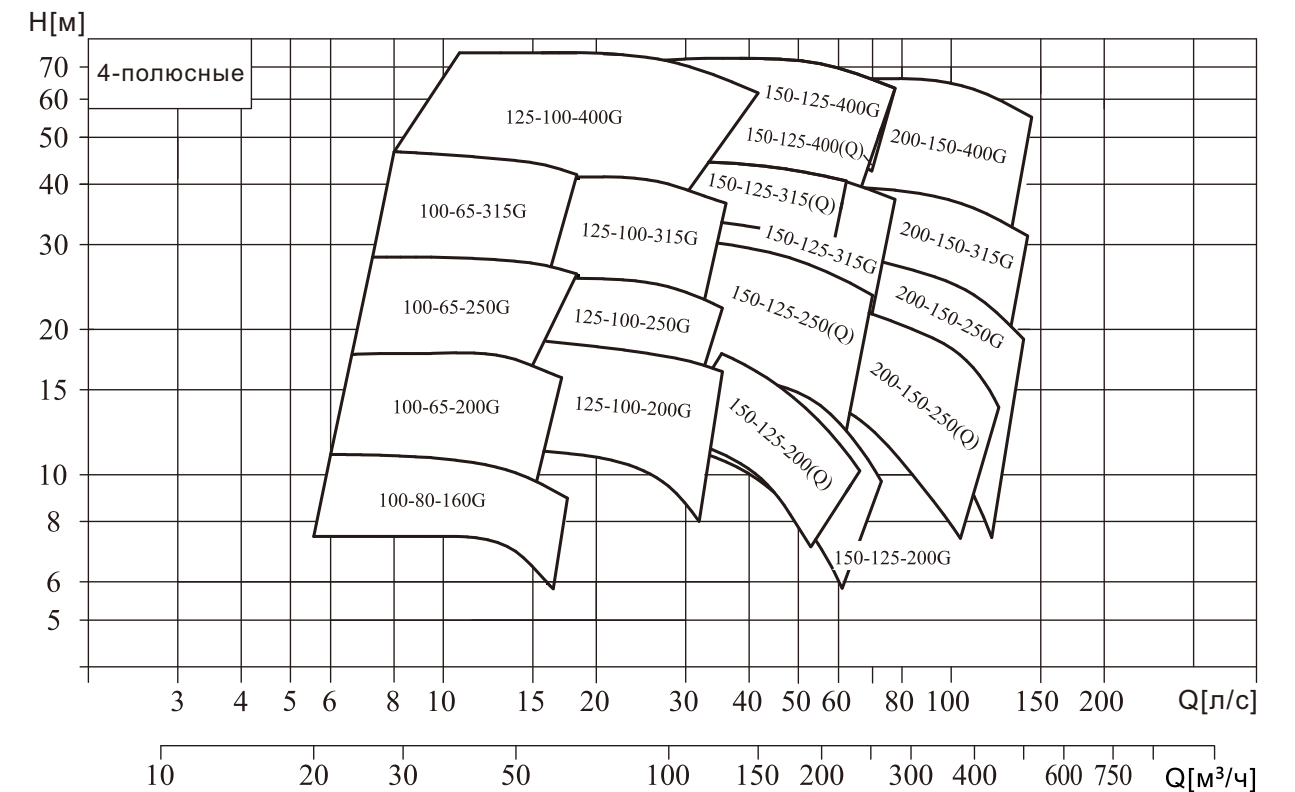 H[м]
4-полюсные
70
60
50
40
30
20
15
10
8
6
5
125-100-400G
150-125-400G
150-125-400(Q)
200-150-400G
100-65-315G
125-100-315G
150-125-315(Q)
150-125-315G
200-150-315G
100-65-250G
125-100-250G
150-125-250(Q)
200-150-250G
100-65-200G
125-100-200G
150-125-200(Q)
200-150-250(Q)
100-80-160G
150-125-200G
3 4 5 6 8 10 15 20 30 40 50 60 80 100 150 200 Q[л/с]
10 20 30 50 100 150 200 300 400 600 750 Q[м³/ч]